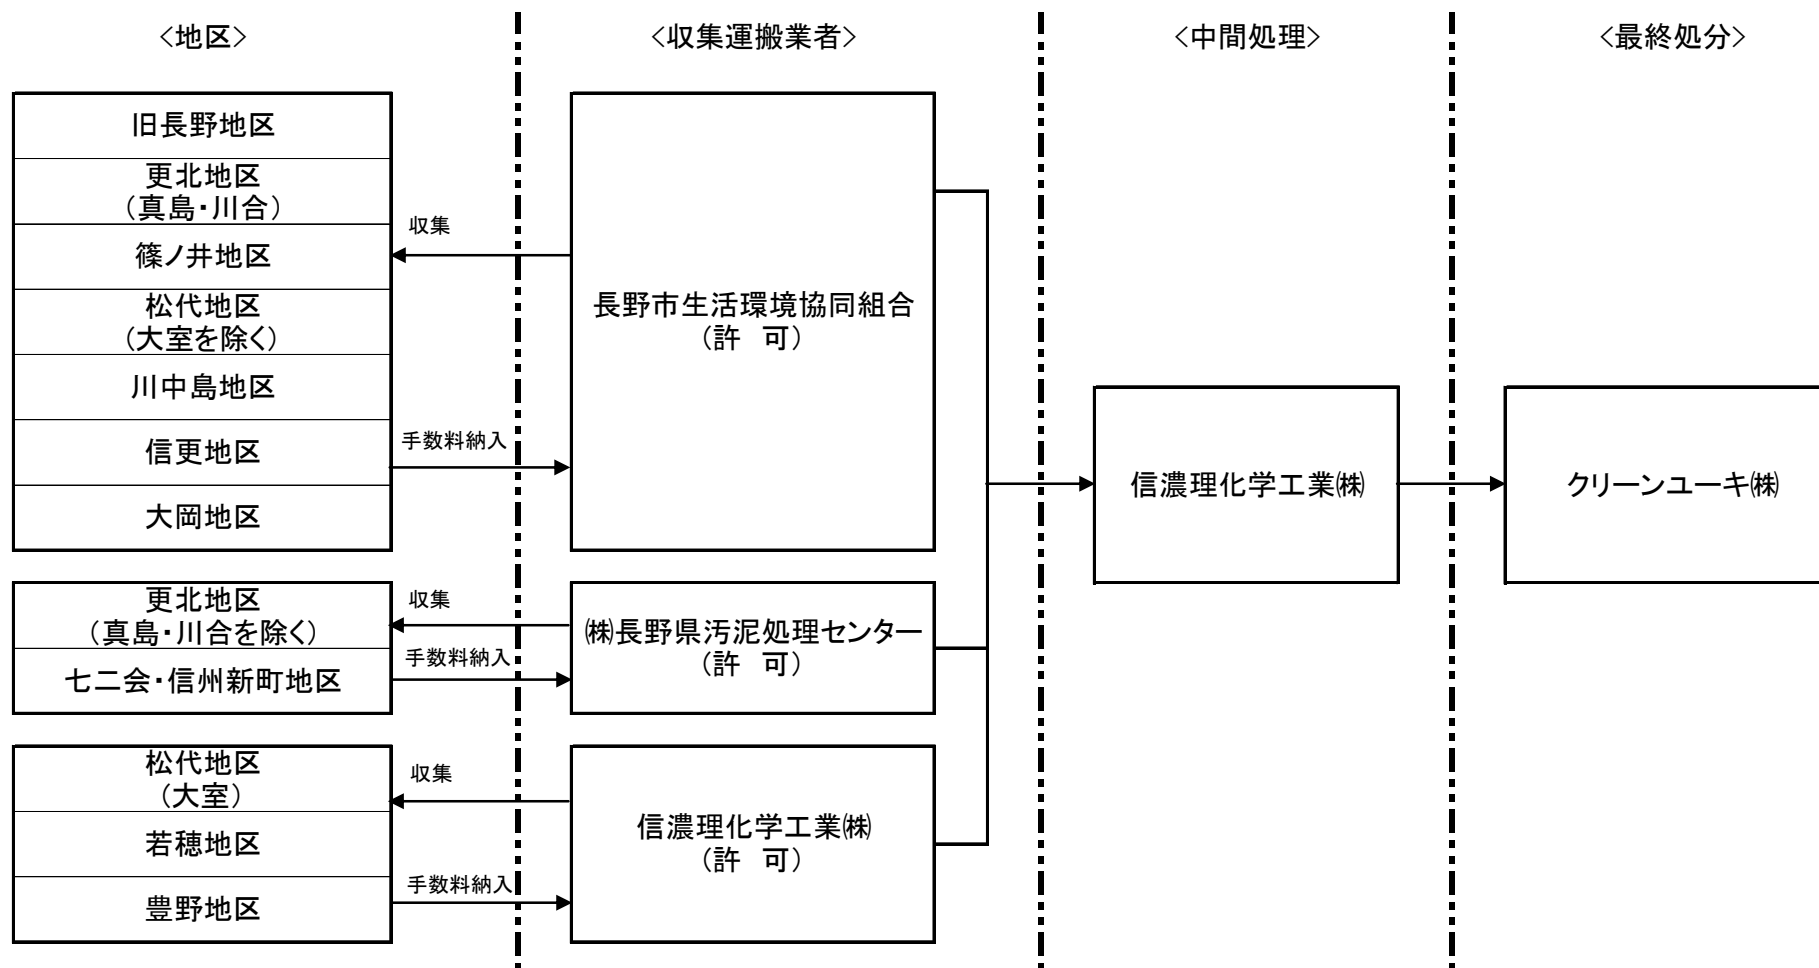 <地区>
<収集運搬業者>
<中間処理>
<最終処分>
旧長野地区
更北地区
(真島・川合)
篠ノ井地区
松代地区
(大室を除く)
川中島地区
信更地区
大岡地区
収集
手数料納入
長野市生活環境協同組合
(許 可)
更北地区
(真島・川合を除く)
七二会・信州新町地区
収集
手数料納入
㈱長野県汚泥処理センター
(許 可)
松代地区
(大室)
若穂地区
豊野地区
収集
手数料納入
信濃理化学工業㈱
(許 可)
信濃理化学工業㈱
クリーンユーキ㈱